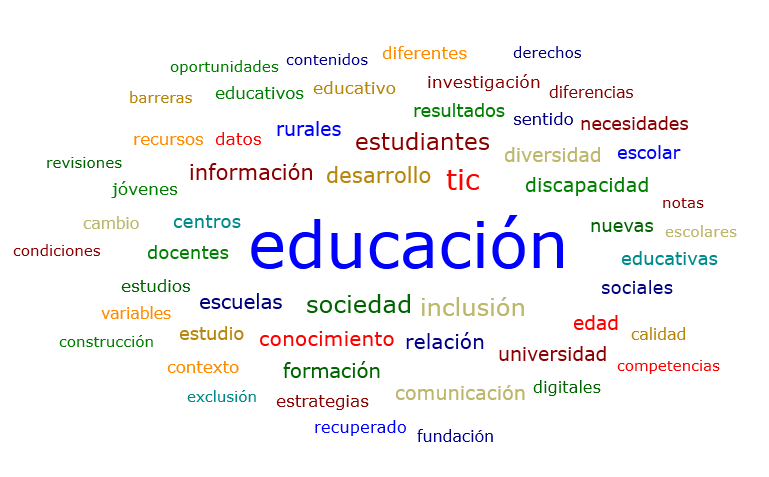 diferentes
derechos
contenidos
oportunidades
investigación
educativo
diferencias
educativos
barreras
resultados
sentido
necesidades
rurales
recursos
datos
estudiantes
diversidad
escolar
revisiones
información
desarrollo
tic
discapacidad
jóvenes
notas
cambio
centros
nuevas
escolares
educación
condiciones
docentes
educativas
estudios
sociales
escuelas
sociedad
inclusión
variables
edad
estudio
calidad
construcción
conocimiento
relación
universidad
contexto
formación
competencias
exclusión
estrategias
comunicación
digitales
recuperado
fundación